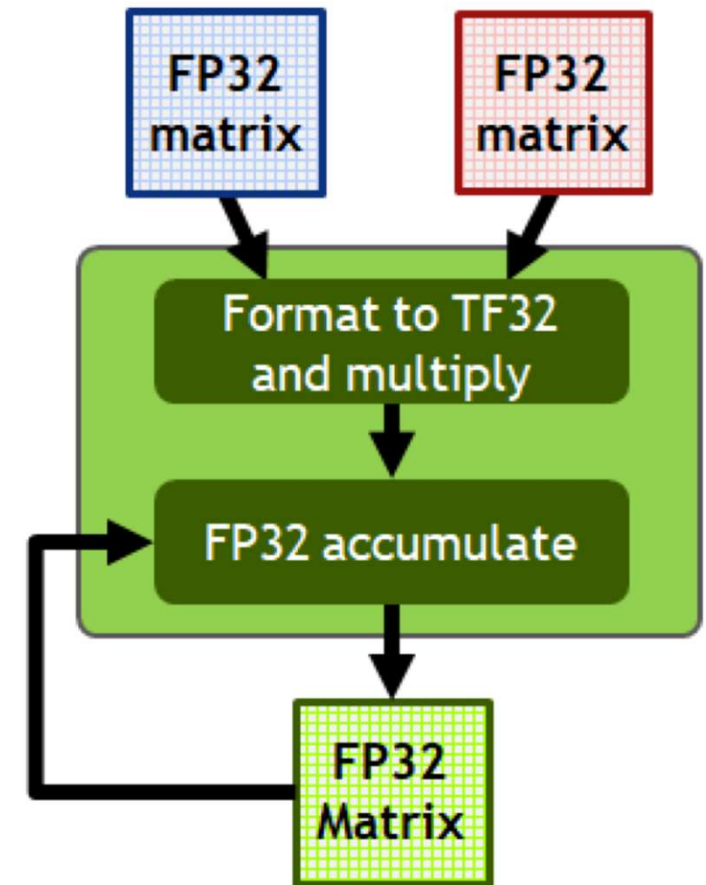 FP32
matrix
FP32
matrix
Format to TF32
and multiply
FP32 accumulate
FP32
Matrix